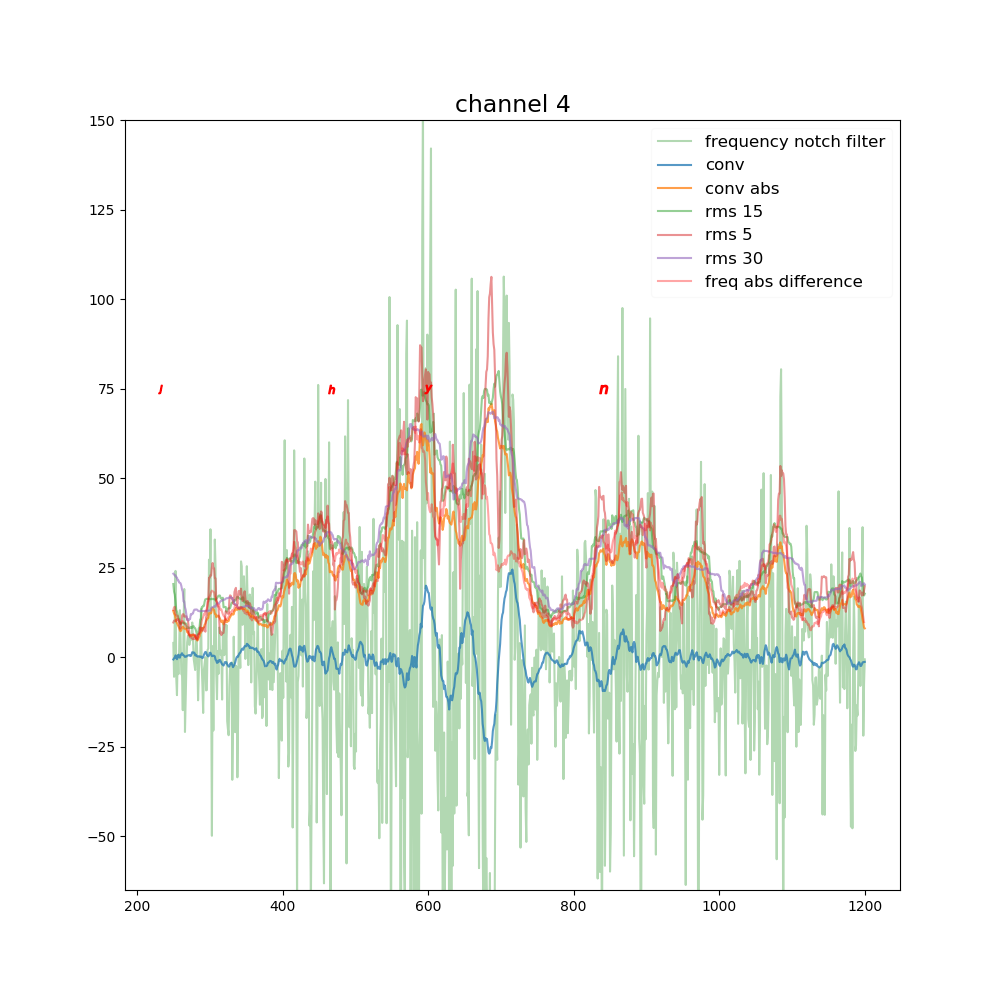 channel 4
150
125
100
75
50
25
0
−25
−50
200 400 600 800 1000 1200
frequency notch filter
conv
conv abs
rms 15
rms 5
rms 30
freq abs difference
h y n